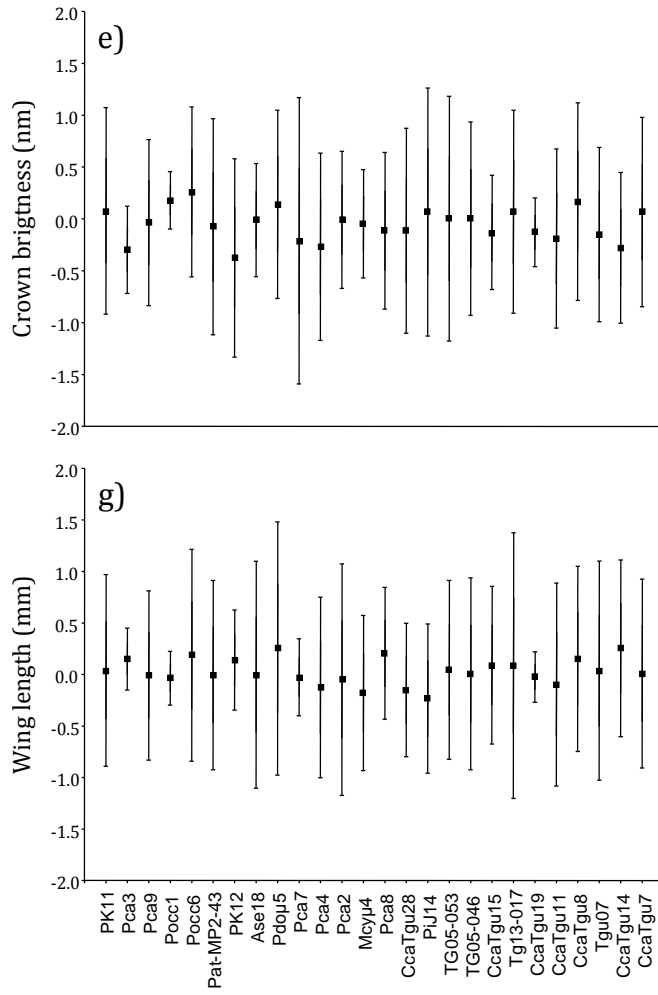 e)
Crown brigtness (nm)
2.0
1.5
1.0
0.5
0.0
-0.5
-1.0
-1.5
-2.0
g)
Wing length (mm)
2.0
1.5
1.0
0.5
0.0
-0.5
-1.0
-1.5
-2.0
PK11
Pca3
Pca9
Pocc1
Pocc6
Pat-MP2-43
PK12
Ase18
Pdoµ5
Pca7
Pca4
Pca2
Mcyµ4
Pca8
CcaTgu28
PiJ14
TG05-053
TG05-046
CcaTgu15
Tg13-017
CcaTgu19
CcaTgu11
CcaTgu8
Tgu07
CcaTgu14
CcaTgu7